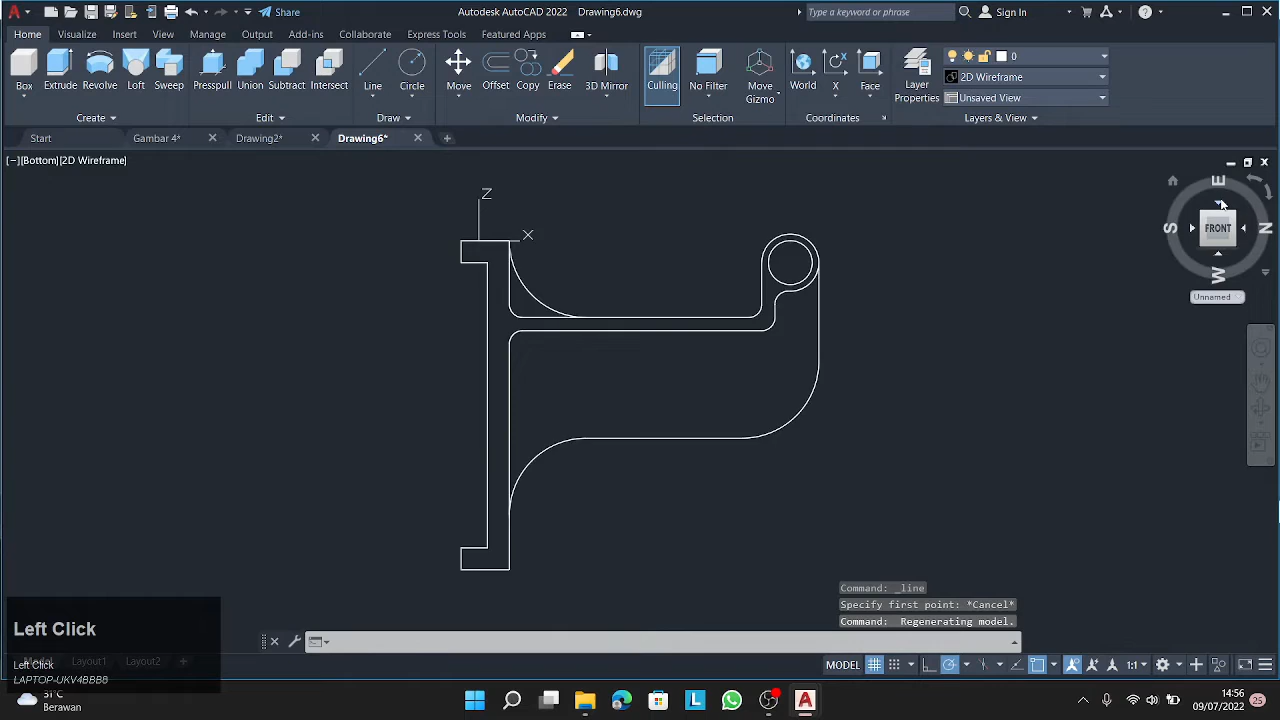 Share
Autodesk AutoCAD 2022 Drawing6.dwg
Type a keyword or phrase
Sign In
Home Visualize Insert View Manage Output Add-ins Collaborate Express Tools Featured Apps
Box Extrude Revolve Loft Sweep Presspull Union Subtract Intersect Line Circle Move Offset Copy Erase 3D Mirror Culling No Filter Move Gizmo World X Face Layer Properties
0
2D Wireframe
Unsaved View
Create Edit Draw Modify Selection Coordinates Layers & View
Start Gambar 4* Drawing2* Drawing6*
[−][Bottom][2D Wireframe]
Z
X
E
S FRONT N
W
Unnamed
Command: _line
Specify first point: *Cancel*
Command: Regenerating model.
Left Click
Left Click
LAPTOP-UKV4BBB8
Model Layout1 Layout2
MODEL 1:1
31°C
Berawan
14:56
09/07/2025
25